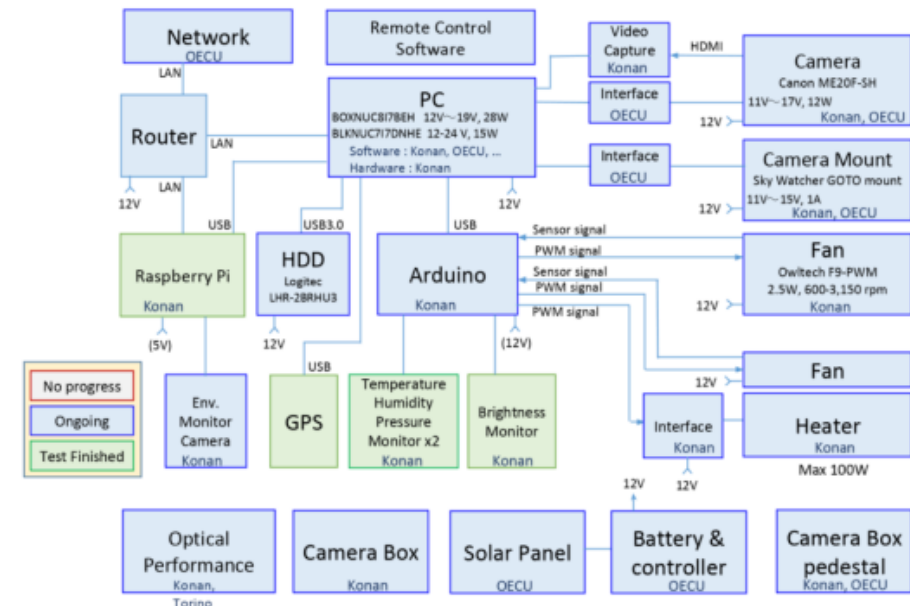 Network
OECU
LAN
Router
LAN
12V
LAN
Remote Control
Software
PC
BOXNUC8I7BEH 12V～19V, 28W
BLKNUC7I7DNHE 12-24 V, 15W
Software : Konan, OECU, ...
Hardware : Konan
12V
Video
Capture
Konan
HDMI
Interface
OECU
Camera
Canon ME20F-SH
11V～17V, 12W
Konan, OECU
12V
Interface
OECU
Camera Mount
Sky Watcher GOTO mount
11V～15V, 1A
Konan, OECU
12V
USB
Raspberry Pi
Konan
(5V)
USB3.0
HDD
Logitec
LHR-2BRHU3
12V
USB
Arduino
Konan
(12V)
Sensor signal
PWM signal
Sensor signal
PWM signal
PWM signal
Fan
Owltech F9-PWM
2.5W, 600-3,150 rpm
Konan
12V
Fan
12V
No progress
Ongoing
Test Finished
Env.
Monitor
Camera
Konan
USB
GPS
Temperature
Humidity
Pressure
Monitor x2
Konan
Brightness
Monitor
Konan
Interface
Konan
12V
Heater
Konan
Max 100W
Optical
Performance
Konan,
Torino
Camera Box
Konan
Solar Panel
OECU
12V
Battery &
controller
OECU
Camera Box
pedestal
Konan, OECU